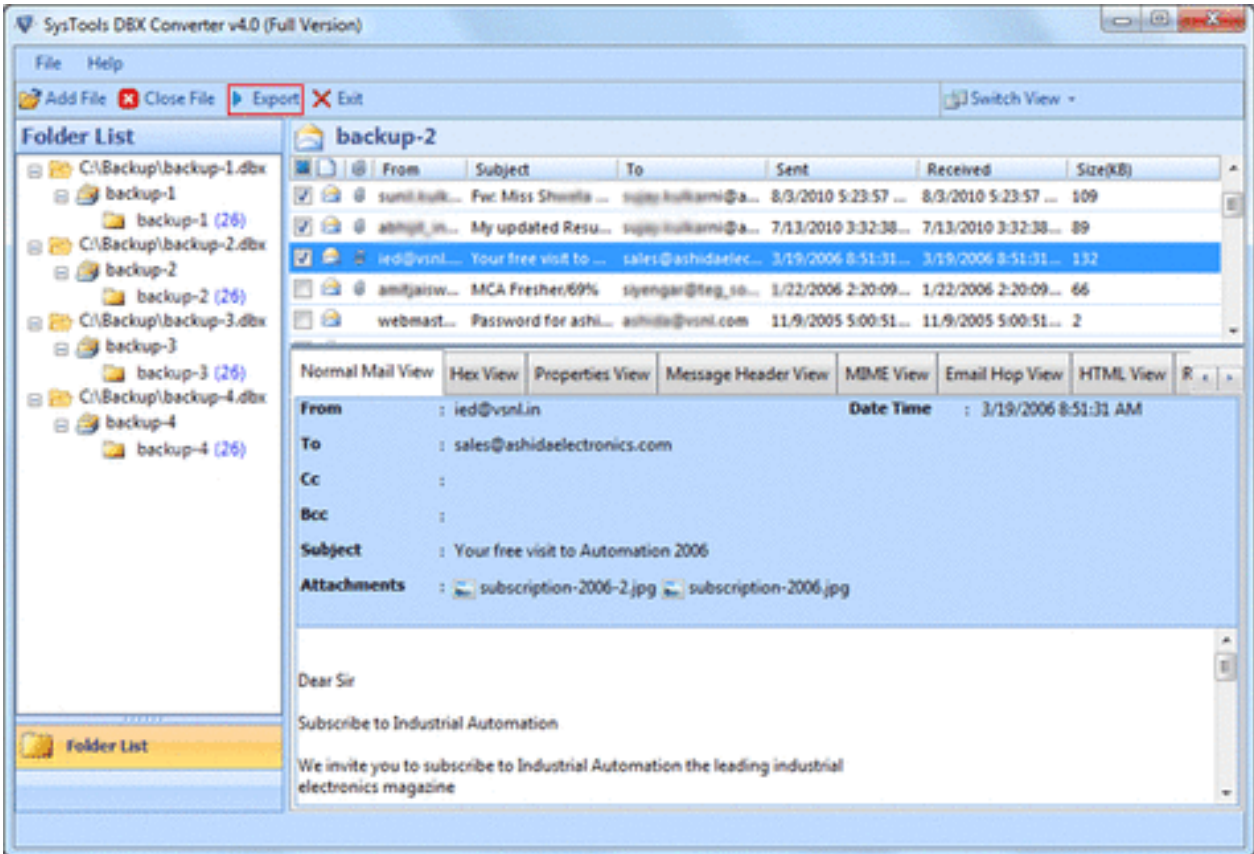 SysTools DBX Converter v4.0 (Full Version)
File Help
Add File Close File Export Exit Switch View
Folder List
C:\Backup\backup-1.dbx
backup-1
backup-1 (26)
C:\Backup\backup-2.dbx
backup-2
backup-2 (26)
C:\Backup\backup-3.dbx
backup-3
backup-3 (26)
C:\Backup\backup-4.dbx
backup-4
backup-4 (26)
Folder List
backup-2
From Subject To Sent Received Size(KB)
Fw: Miss ... 8/3/2010 5:23:57 ... 8/3/2010 5:23:57 ... 109
My updated Resu... 7/13/2010 3:32:38... 7/13/2010 3:32:38... 89
ied@vsnl.... Your free visit to ... sales@ashidaelec... 3/19/2006 8:51:31... 3/19/2006 8:51:31... 132
MCA Fresher/69% 1/22/2006 2:20:09... 1/22/2006 2:20:09... 66
webmast... Password for ashi... 11/9/2005 5:00:51... 11/9/2005 5:00:51... 2
Normal Mail View Hex View Properties View Message Header View MIME View Email Hop View HTML View R
From : ied@vsnl.in Date Time : 3/19/2006 8:51:31 AM
To : sales@ashidaelectronics.com
Cc :
Bcc :
Subject : Your free visit to Automation 2006
Attachments : subscription-2006-2.jpg subscription-2006.jpg
Dear Sir
Subscribe to Industrial Automation
We invite you to subscribe to Industrial Automation the leading industrial
electronics magazine